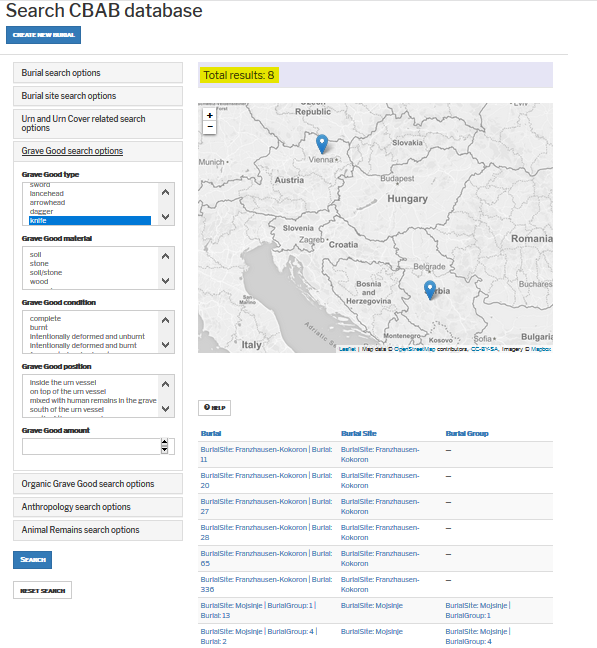 Search CBAB database
CREATE NEW BURIAL
Burial search options
Burial site search options
Urn and Urn Cover related search
options
Grave Good search options
Grave Good type
sword
lancehead
arrowhead
dagger
knife
Grave Good material
soil
stone
soil/stone
wood
Grave Good condition
complete
burnt
intentionally deformed and unburnt
intentionally deformed and burnt
Grave Good position
inside the urn vessel
on top of the urn vessel
mixed with human remains in the grave
south of the urn vessel
Grave Good amount
Organic Grave Good search options
Anthropology search options
Animal Remains search options
SEARCH
RESET SEARCH
Total results: 8
+
−
Czech
Republic
Lviv
Slovakia
Munich
Vienna
Austria
Budapest
Hungary
Slovenia
Zagreb
Croatia
Romania
Belgrade
Bosnia
and
Herzegovina
Serbia
Bucharest
San
Marino
Adriatic Sea
Montenegro
Kosovo
Sofia
Bulgaria
Italy
Leaflet | Map data © OpenStreetMap contributors, CC-BY-SA, Imagery © Mapbox
HELP
Burial Burial Site Burial Group
BurialSite: Franzhausen-Kokoron | Burial: BurialSite: Franzhausen- —
11 Kokoron
BurialSite: Franzhausen-Kokoron | Burial: BurialSite: Franzhausen- —
20 Kokoron
BurialSite: Franzhausen-Kokoron | Burial: BurialSite: Franzhausen- —
27 Kokoron
BurialSite: Franzhausen-Kokoron | Burial: BurialSite: Franzhausen- —
28 Kokoron
BurialSite: Franzhausen-Kokoron | Burial: BurialSite: Franzhausen- —
65 Kokoron
BurialSite: Franzhausen-Kokoron | Burial: BurialSite: Franzhausen- —
336 Kokoron
BurialSite: Mojsinje | BurialGroup: 1 | BurialSite: Mojsinje BurialSite: Mojsinje |
Burial: 13 BurialGroup: 1
BurialSite: Mojsinje | BurialGroup: 4 | BurialSite: Mojsinje BurialSite: Mojsinje |
Burial: 2 BurialGroup: 4